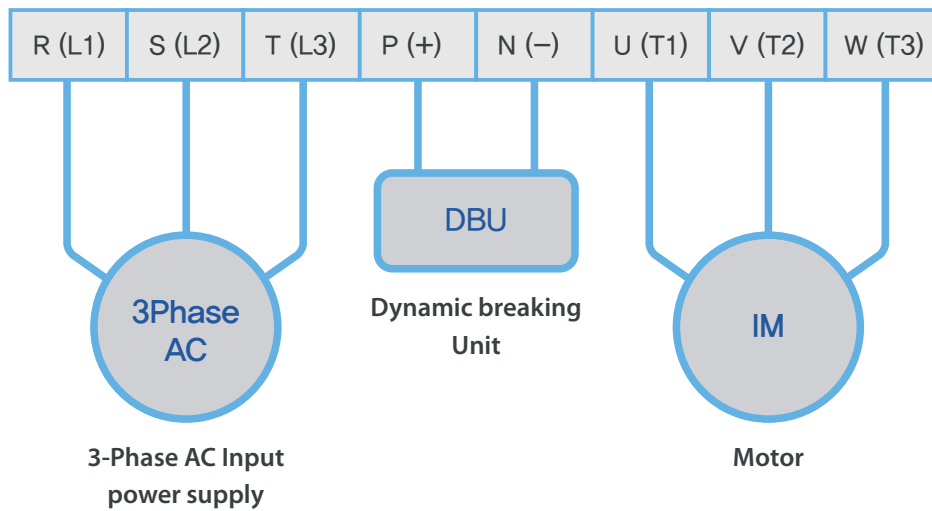 R (L1) S (L2) T (L3) P (+) N (–) U (T1) V (T2) W (T3)
DBU
3Phase
AC
Dynamic breaking
Unit
IM
3-Phase AC Input
power supply
Motor